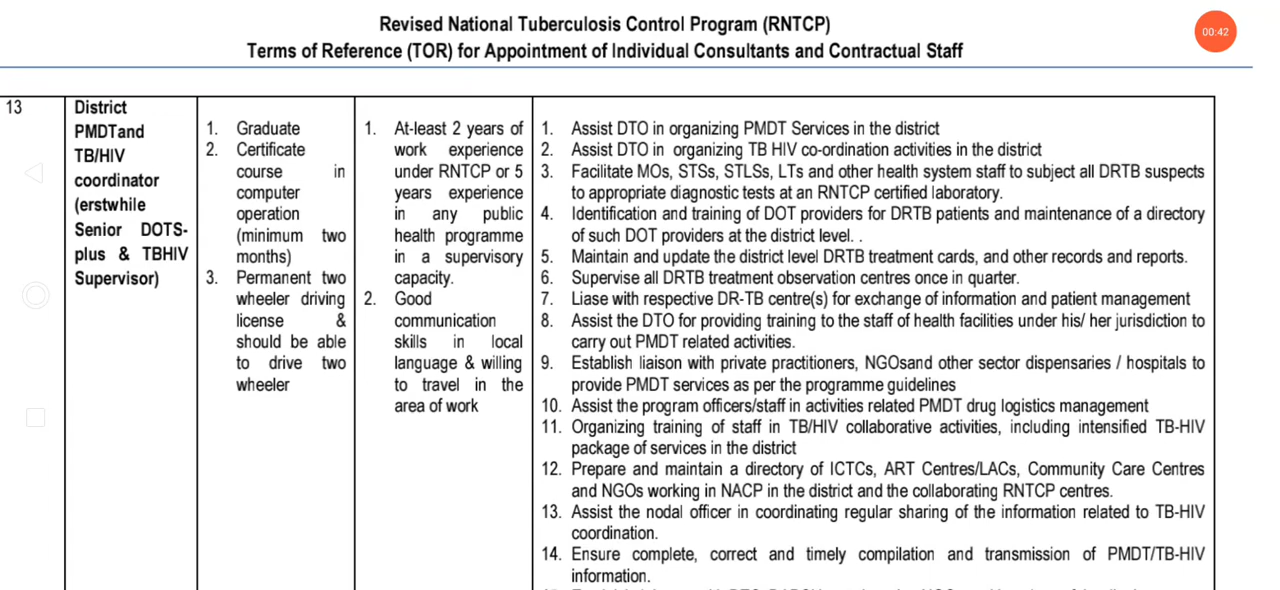 Revised National Tuberculosis Control Program (RNTCP)
Terms of Reference (TOR) for Appointment of Individual Consultants and Contractual Staff
00:42
13
District
PMDTand
TB/HIV
coordinator
(erstwhile
Senior DOTS-
plus & TBHIV
Supervisor)
1. Graduate
2. Certificate
course in
computer
operation
(minimum two
months)
3. Permanent two
wheeler driving
license &
should be able
to drive two
wheeler
1. At-least 2 years of
work experience
under RNTCP or 5
years experience
in any public
health programme
in a supervisory
capacity.
2. Good
communication
skills in local
language & willing
to travel in the
area of work
1. Assist DTO in organizing PMDT Services in the district
2. Assist DTO in organizing TB HIV co-ordination activities in the district
3. Facilitate MOs, STSs, STLSs, LTs and other health system staff to subject all DRTB suspects
to appropriate diagnostic tests at an RNTCP certified laboratory.
4. Identification and training of DOT providers for DRTB patients and maintenance of a directory
of such DOT providers at the district level. .
5. Maintain and update the district level DRTB treatment cards, and other records and reports.
6. Supervise all DRTB treatment observation centres once in quarter.
7. Liase with respective DR-TB centre(s) for exchange of information and patient management
8. Assist the DTO for providing training to the staff of health facilities under his/ her jurisdiction to
carry out PMDT related activities.
9. Establish liaison with private practitioners, NGOsand other sector dispensaries / hospitals to
provide PMDT services as per the programme guidelines
10. Assist the program officers/staff in activities related PMDT drug logistics management
11. Organizing training of staff in TB/HIV collaborative activities, including intensified TB-HIV
package of services in the district
12. Prepare and maintain a directory of ICTCs, ART Centres/LACs, Community Care Centres
and NGOs working in NACP in the district and the collaborating RNTCP centres.
13. Assist the nodal officer in coordinating regular sharing of the information related to TB-HIV
coordination.
14. Ensure complete, correct and timely compilation and transmission of PMDT/TB-HIV
information.